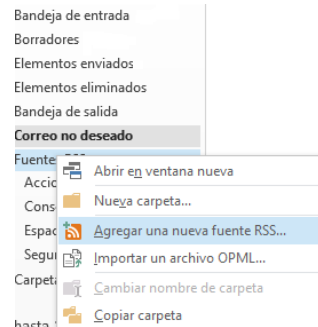 Bandeja de entrada
Borradores
Elementos enviados
Elementos eliminados
Bandeja de salida
Correo no deseado
Abrir en ventana nueva
Nueva carpeta...
Agregar una nueva fuente RSS...
Importar un archivo OPML...
Cambiar nombre de carpeta
Copiar carpeta
hasta